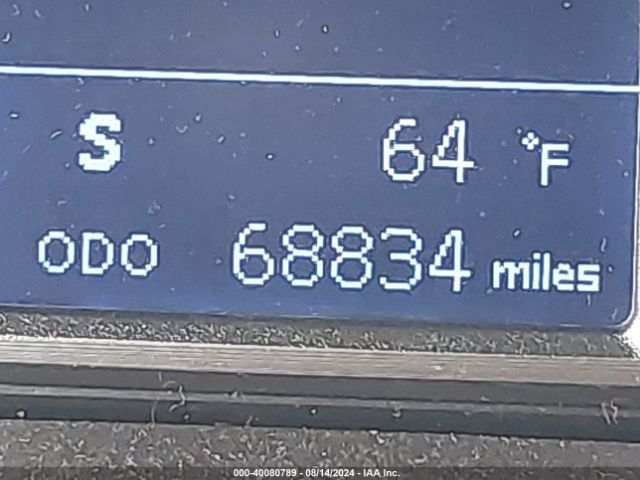 S 64 °F
ODO 68834 miles
000-40080789 - 08/14/2024 - IAA Inc.